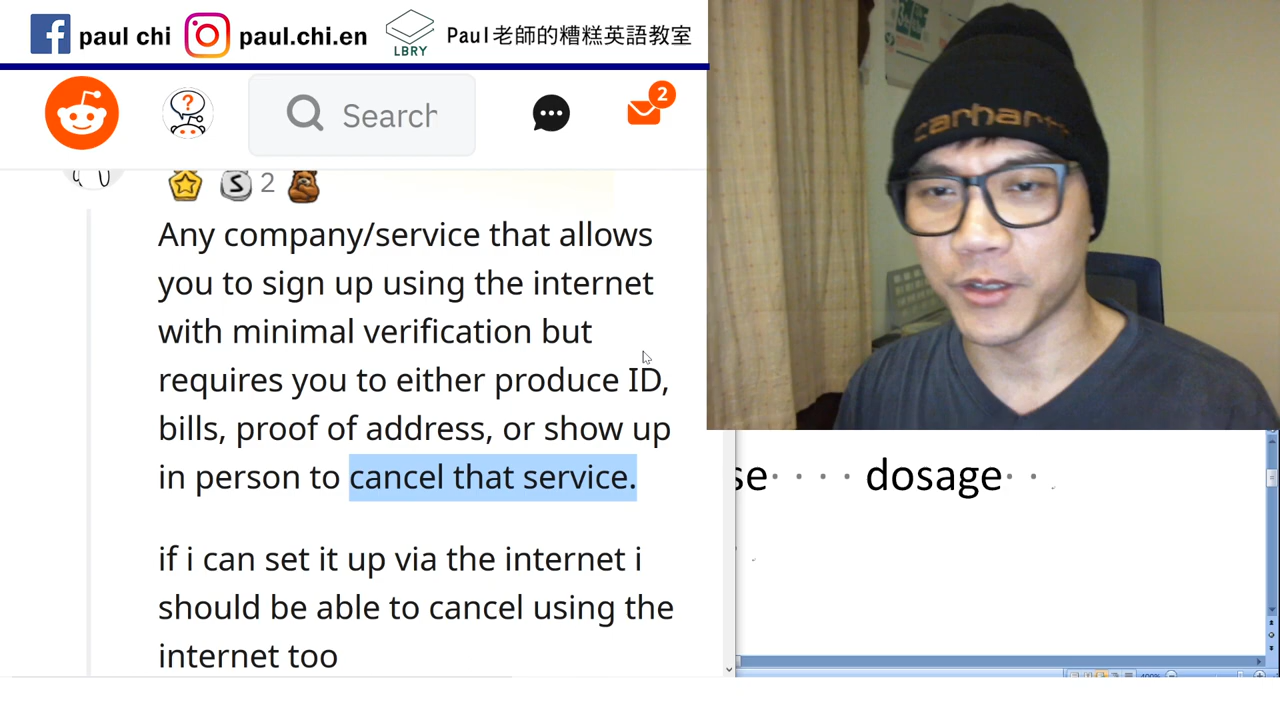 paul chi paul.chi.en LBRY Paul老師的糟糕英語教室
Search
2
2
Any company/service that allows
you to sign up using the internet
with minimal verification but
requires you to either produce ID,
bills, proof of address, or show up
in person to cancel that service.
if i can set it up via the internet i
should be able to cancel using the
internet too
carhartt
se dosage
400%